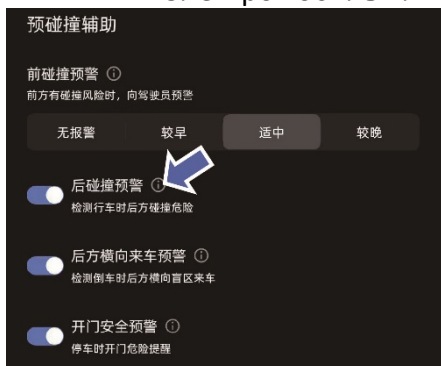 预碰撞辅助
前碰撞预警
前方有碰撞风险时，向驾驶员预警
无报警 较早 适中 较晚
后碰撞预警
检测行车时后方碰撞危险
后方横向来车预警
检测倒车时后方横向盲区来车
开门安全预警
停车时开门危险提醒